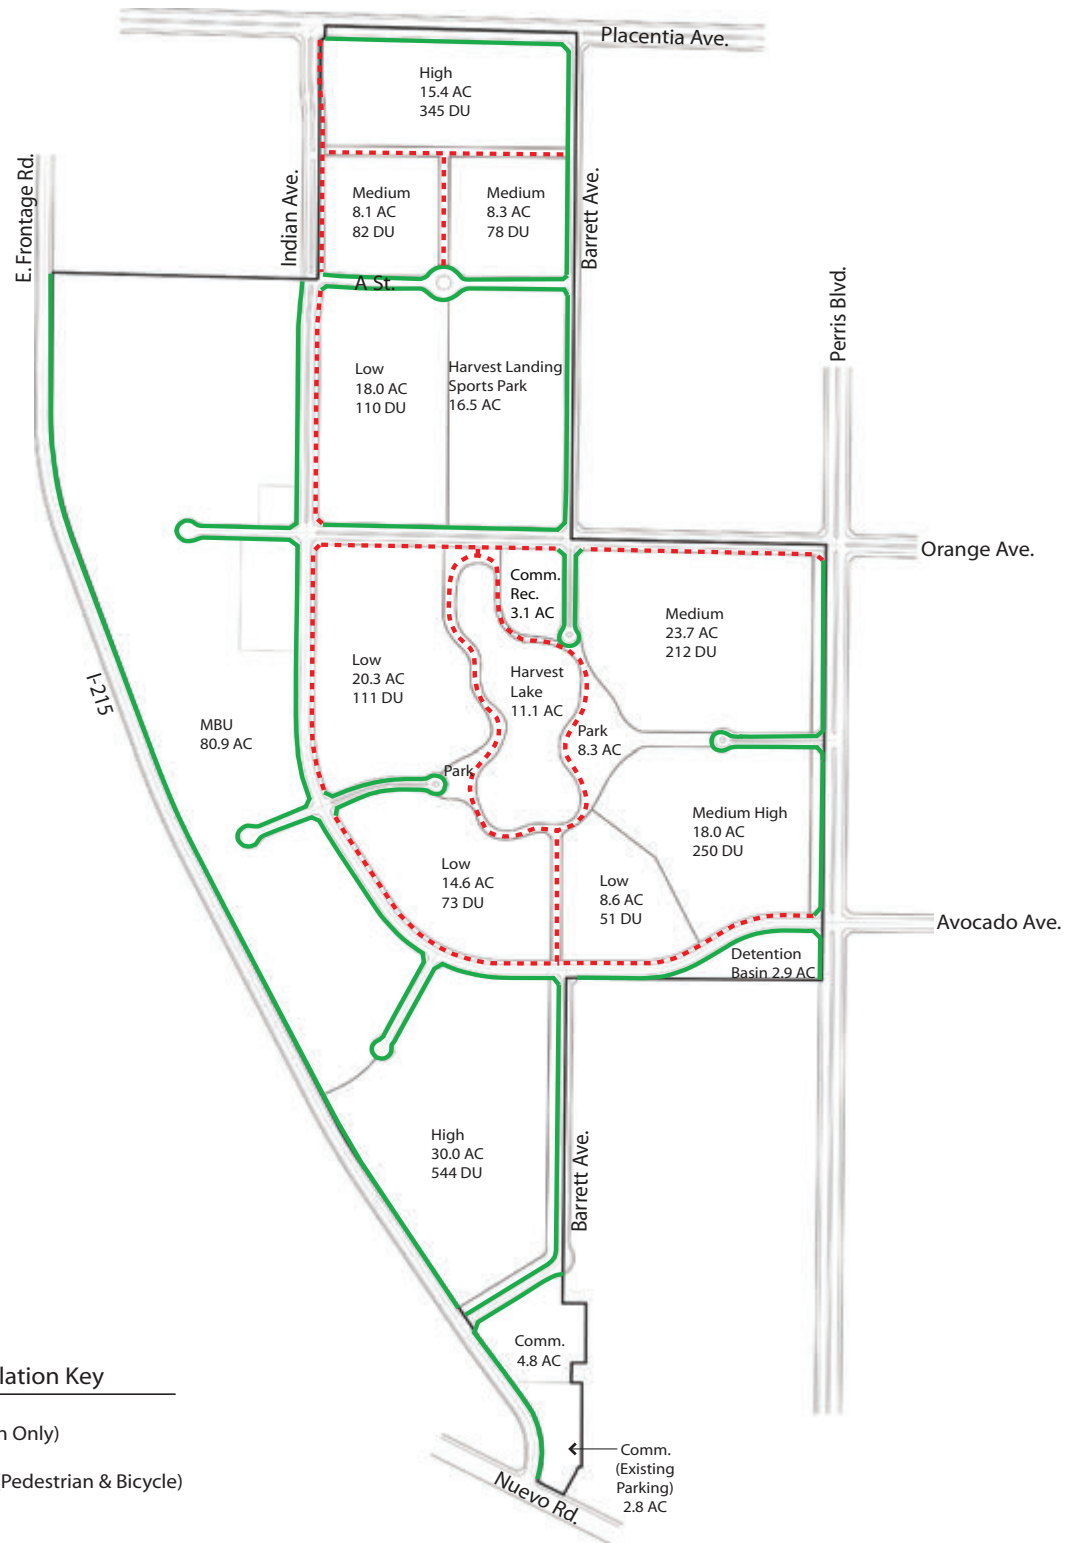 Placentia Ave.
High
15.4 AC
345 DU
E. Frontage Rd.
Indian Ave.
Medium
8.1 AC
82 DU
Medium
8.3 AC
78 DU
Barrett Ave.
A St.
Perris Blvd.
Low
18.0 AC
110 DU
Harvest Landing
Sports Park
16.5 AC
Orange Ave.
Comm.
Rec.
3.1 AC
Medium
23.7 AC
212 DU
Low
20.3 AC
111 DU
Harvest
Lake
11.1 AC
I-215
MBU
80.9 AC
Park
8.3 AC
Park
Medium High
18.0 AC
250 DU
Low
14.6 AC
73 DU
Low
8.6 AC
51 DU
Avocado Ave.
Detention
Basin 2.9 AC
High
30.0 AC
544 DU
Barrett Ave.
Comm.
4.8 AC
lation Key
n Only)
(Pedestrian & Bicycle)
Comm.
(Existing
Parking)
2.8 AC
Nuevo Rd.